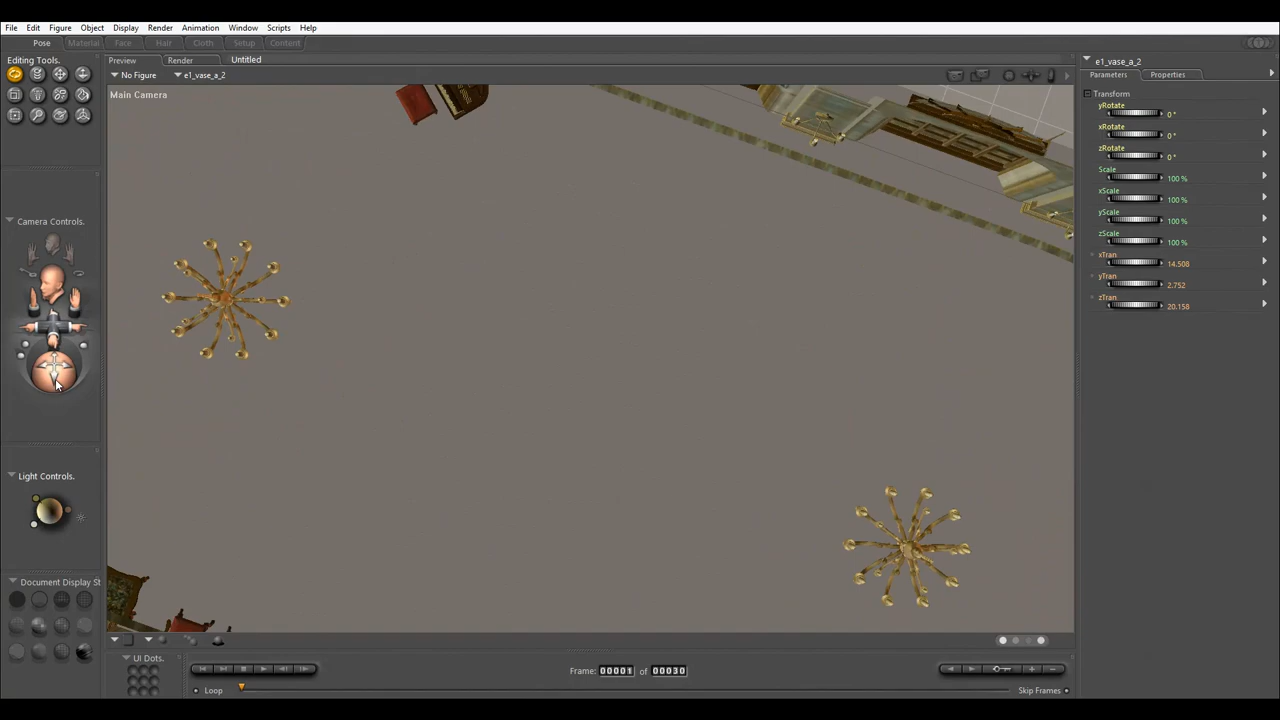 File Edit Figure Object Display Render Animation Window Scripts Help
Pose Material Face Hair Cloth Setup Content
Editing Tools.
Preview Render Untitled
No Figure e1_vase_a_2
Main Camera
Camera Controls.
Light Controls.
Document Display St
UI Dots.
Frame: 00001 of 00030
Loop
Skip Frames
e1_vase_a_2
Parameters Properties
Transform
yRotate
0 °
xRotate
0 °
zRotate
0 °
Scale
100 %
xScale
100 %
yScale
100 %
zScale
100 %
xTran
14.508
yTran
2.752
zTran
20.158